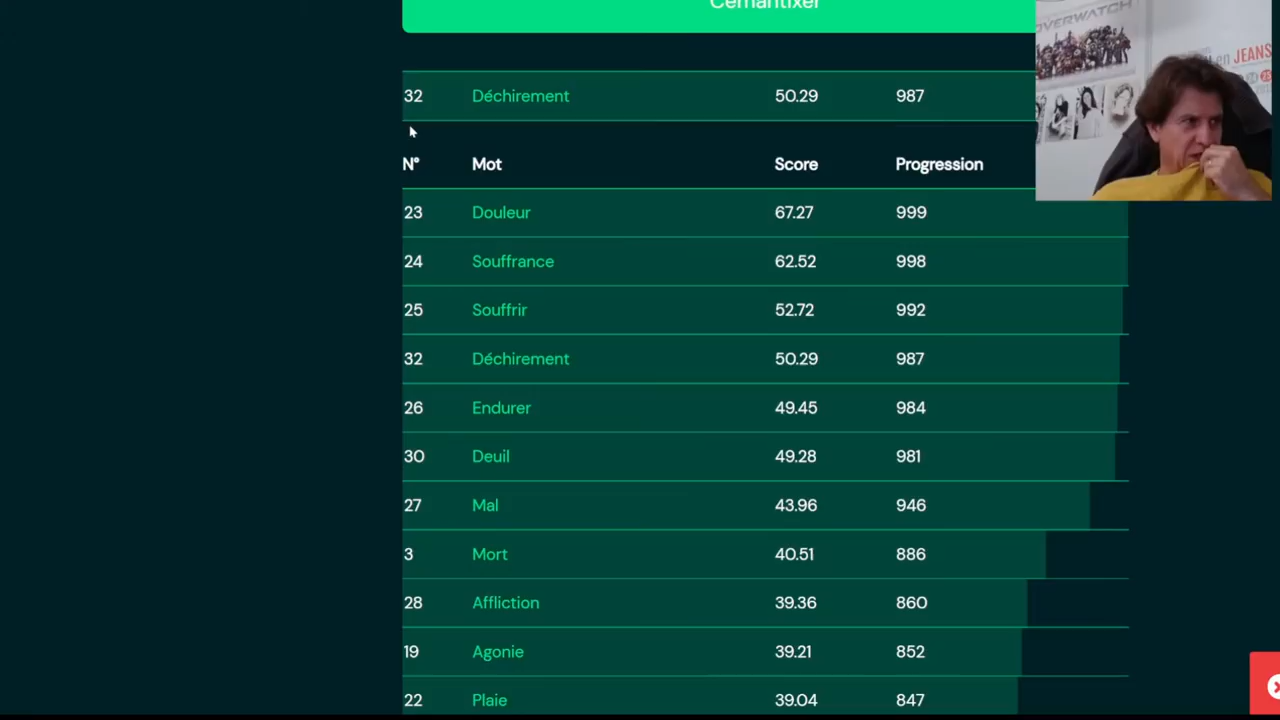 Cémantixer
32 Déchirement 50.29 987
N° Mot Score Progression
23 Douleur 67.27 999
24 Souffrance 62.52 998
25 Souffrir 52.72 992
32 Déchirement 50.29 987
26 Endurer 49.45 984
30 Deuil 49.28 981
27 Mal 43.96 946
3 Mort 40.51 886
28 Affliction 39.36 860
19 Agonie 39.21 852
22 Plaie 39.04 847
OVERWATCH
en JEANS